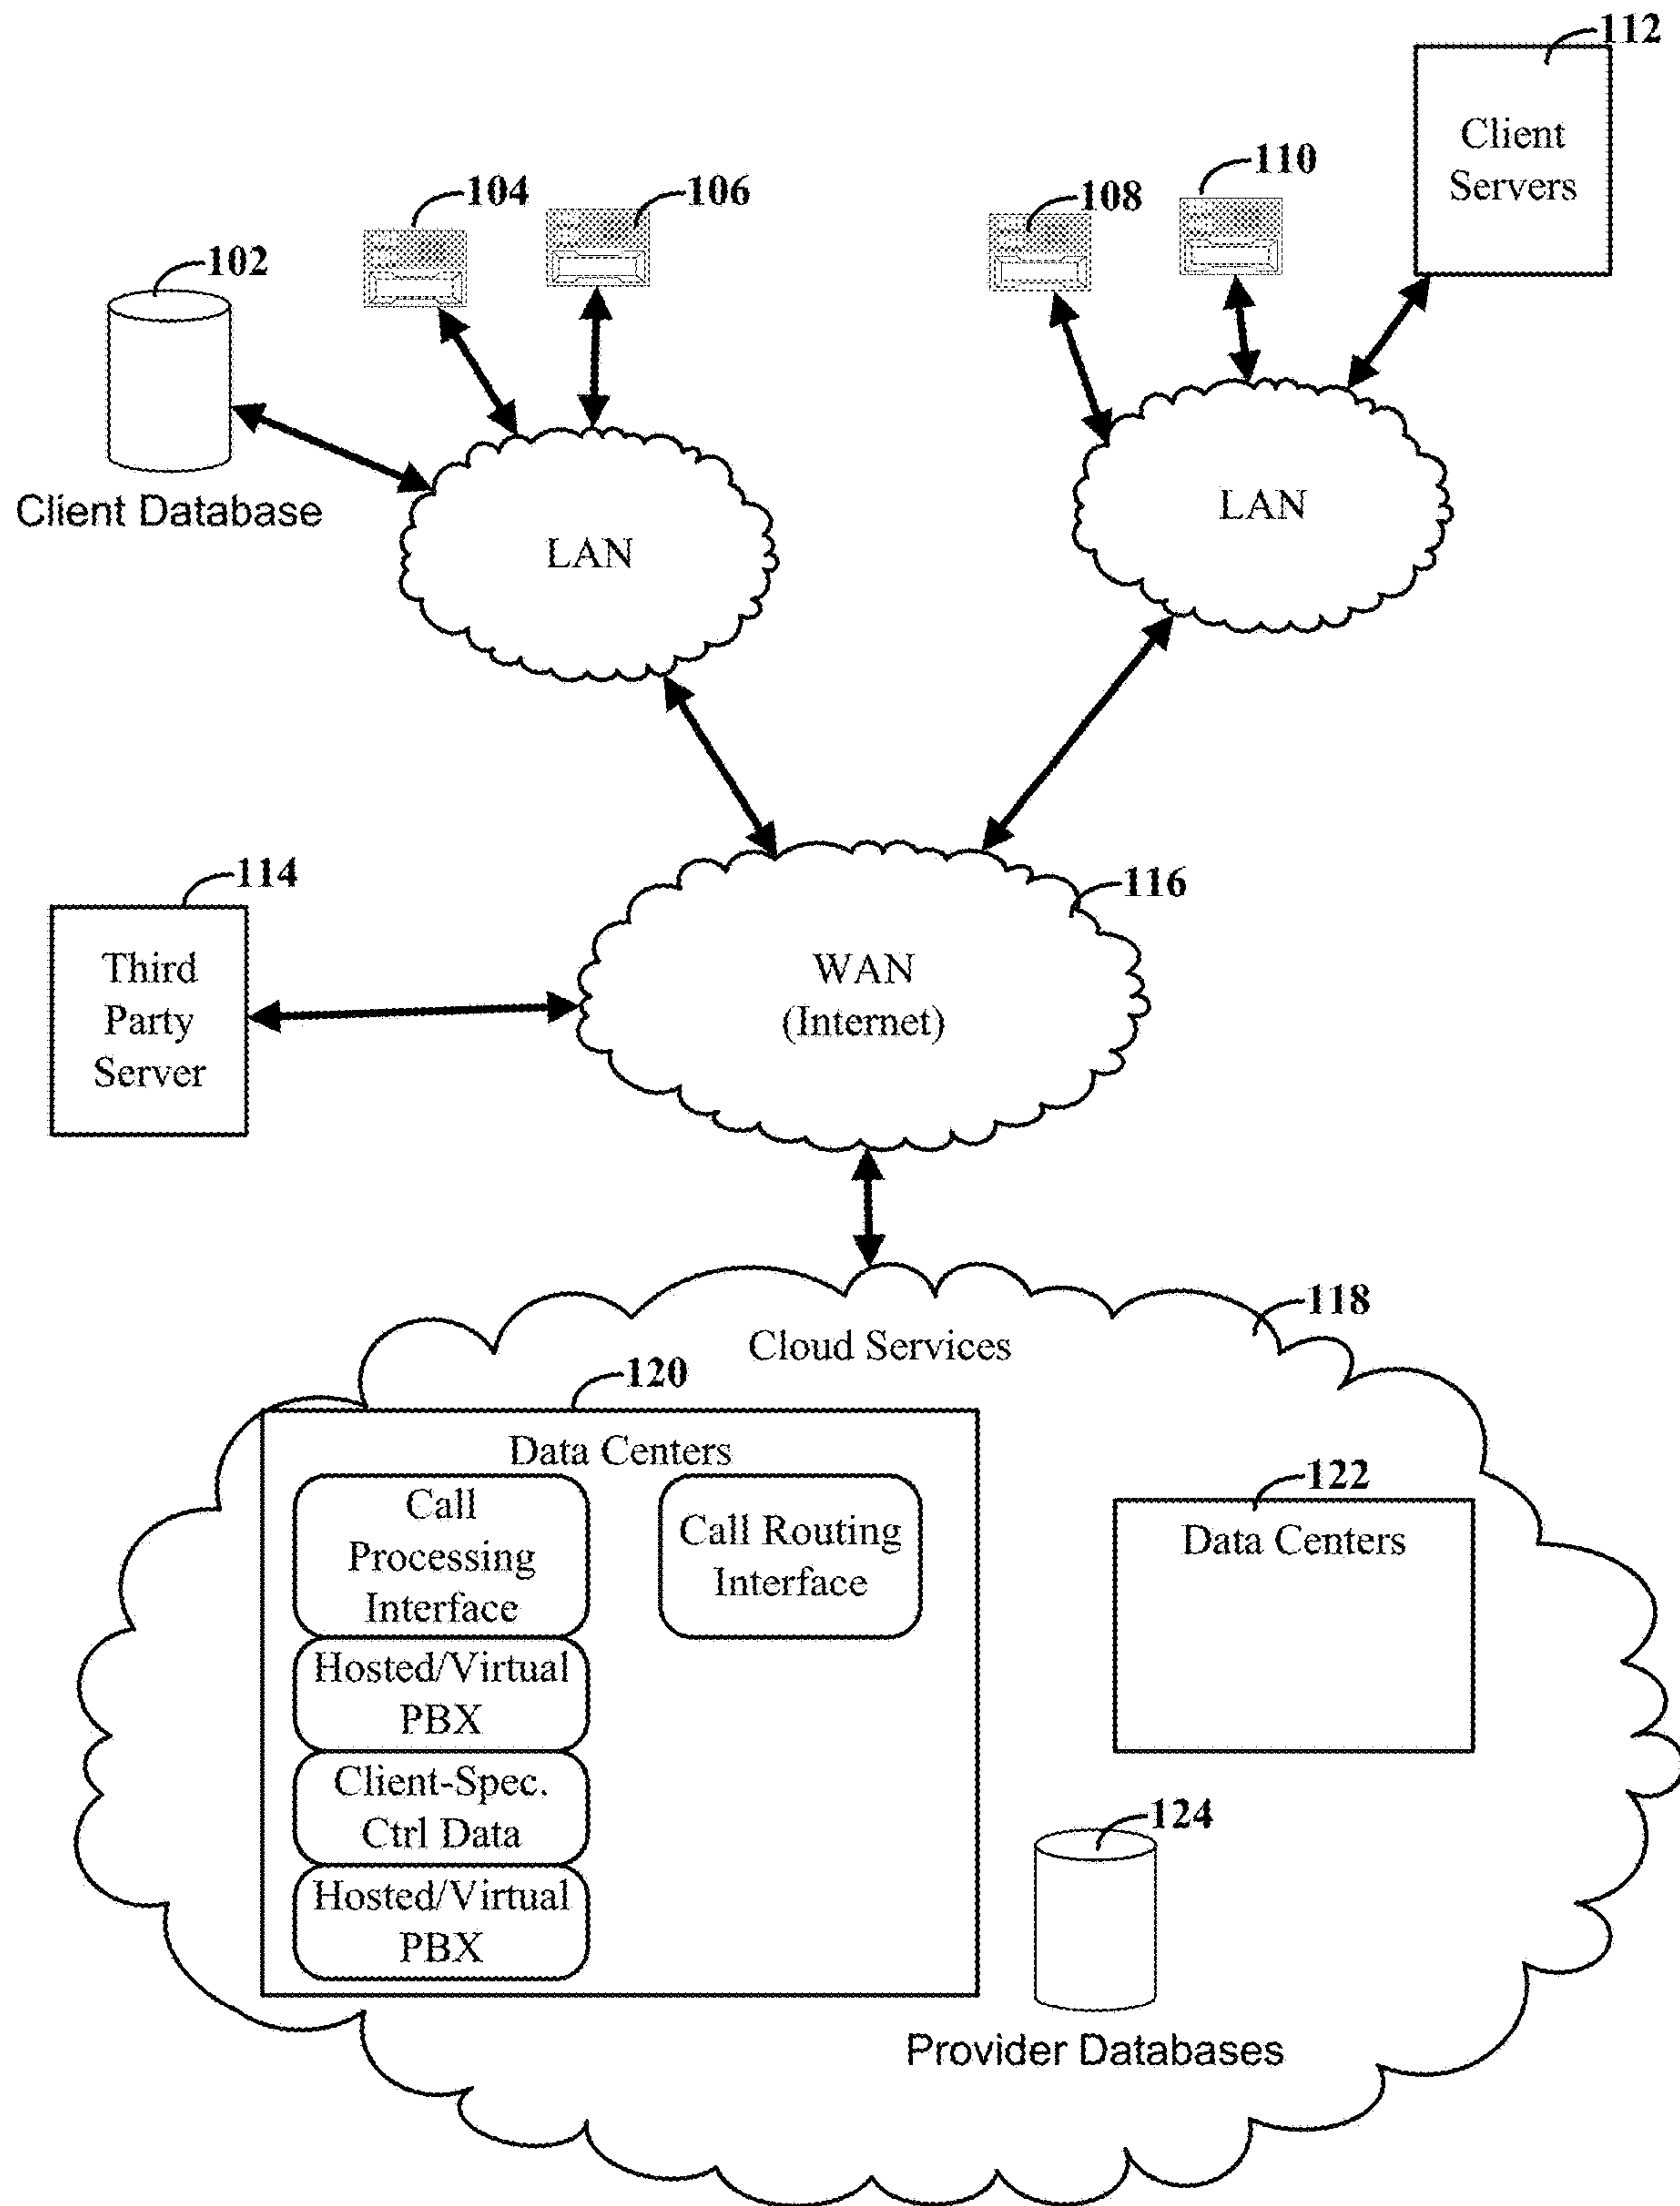 112
Client
Servers
104
106
108
110
102
Client Database
LAN
LAN
114
Third
Party
Server
116
WAN
(Internet)
118
Cloud Services
120
Data Centers
Call
Processing
Interface
Call Routing
Interface
122
Data Centers
Hosted/Virtual
PBX
Client-Spec.
Ctrl Data
124
Hosted/Virtual
PBX
Provider Databases